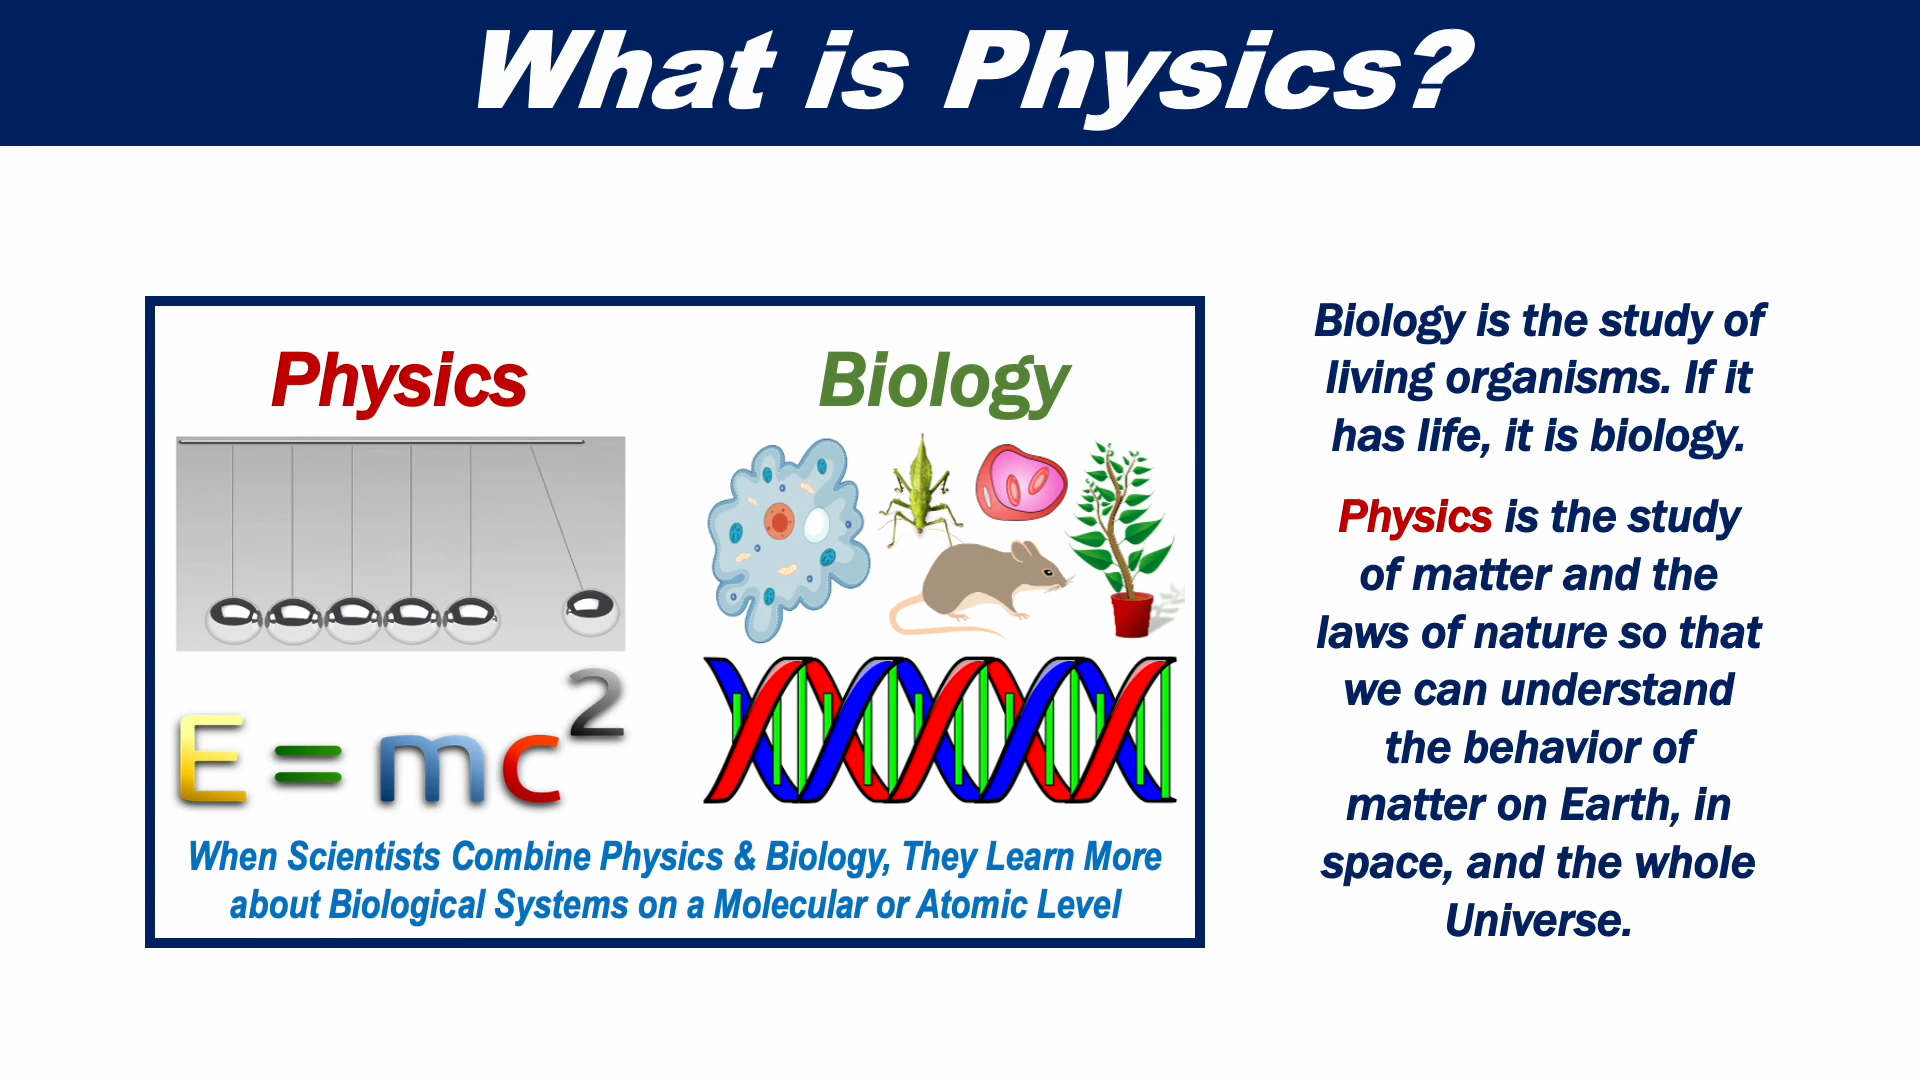 What is Physics?
Physics
Biology
E = mc²
When Scientists Combine Physics & Biology, They Learn More
about Biological Systems on a Molecular or Atomic Level
Biology is the study of
living organisms. If it
has life, it is biology.
Physics is the study
of matter and the
laws of nature so that
we can understand
the behavior of
matter on Earth, in
space, and the whole
Universe.